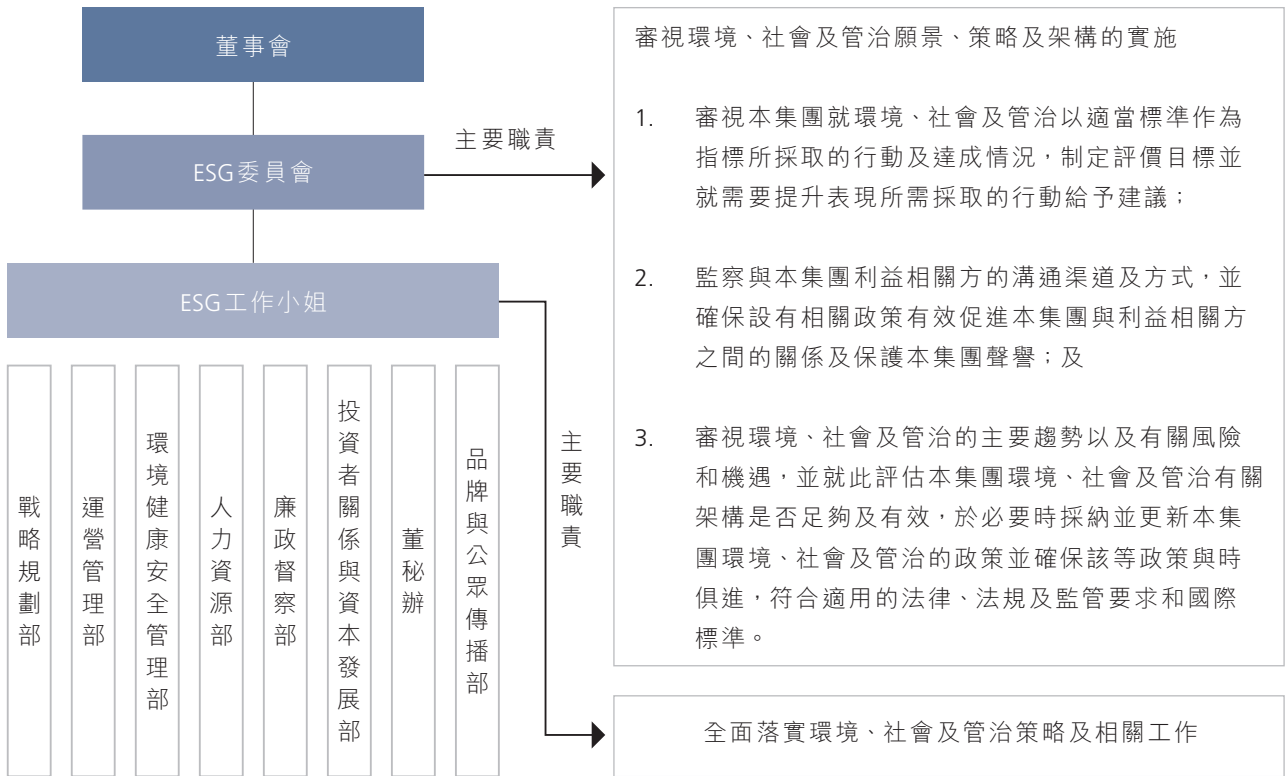 董事會
ESG委員會
ESG工作小姐
主要職責
審視環境、社會及管治願景、策略及架構的實施
1. 審視本集團就環境、社會及管治以適當標準作為
指標所採取的行動及達成情況，制定評價目標並
就需要提升表現所需採取的行動給予建議；
2. 監察與本集團利益相關方的溝通渠道及方式，並
確保設有相關政策有效促進本集團與利益相關方
之間的關係及保護本集團聲譽；及
3. 審視環境、社會及管治的主要趨勢以及有關風險
和機遇，並就此評估本集團環境、社會及管治有關
架構是否足夠及有效，於必要時採納並更新本集
團環境、社會及管治的政策並確保該等政策與時
俱進，符合適用的法律、法規及監管要求和國際
標準。
戰略規劃部
運營管理部
環境健康安全管理部
人力資源部
廉政督察部
投資者關係與資本發展部
董秘辦
品牌與公眾傳播部
主要職責
全面落實環境、社會及管治策略及相關工作